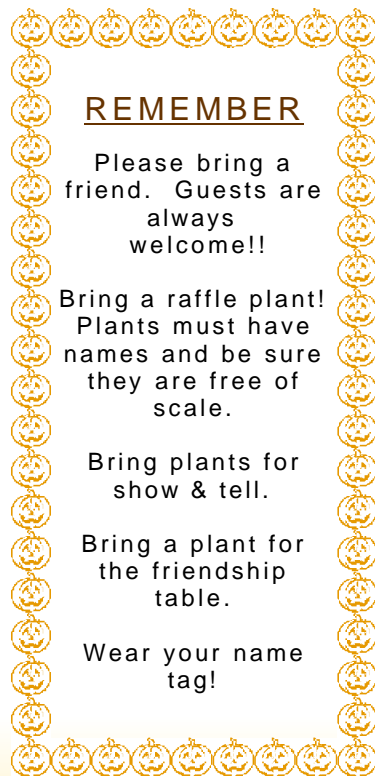 REMEMBER
Please bring a
friend.  Guests are
always
welcome!!
Bring a raffle plant!
Plants must have
names and be sure
they are free of
scale.
Bring plants for
show & tell.
Bring a plant for
the friendship
table.
Wear your name
tag!